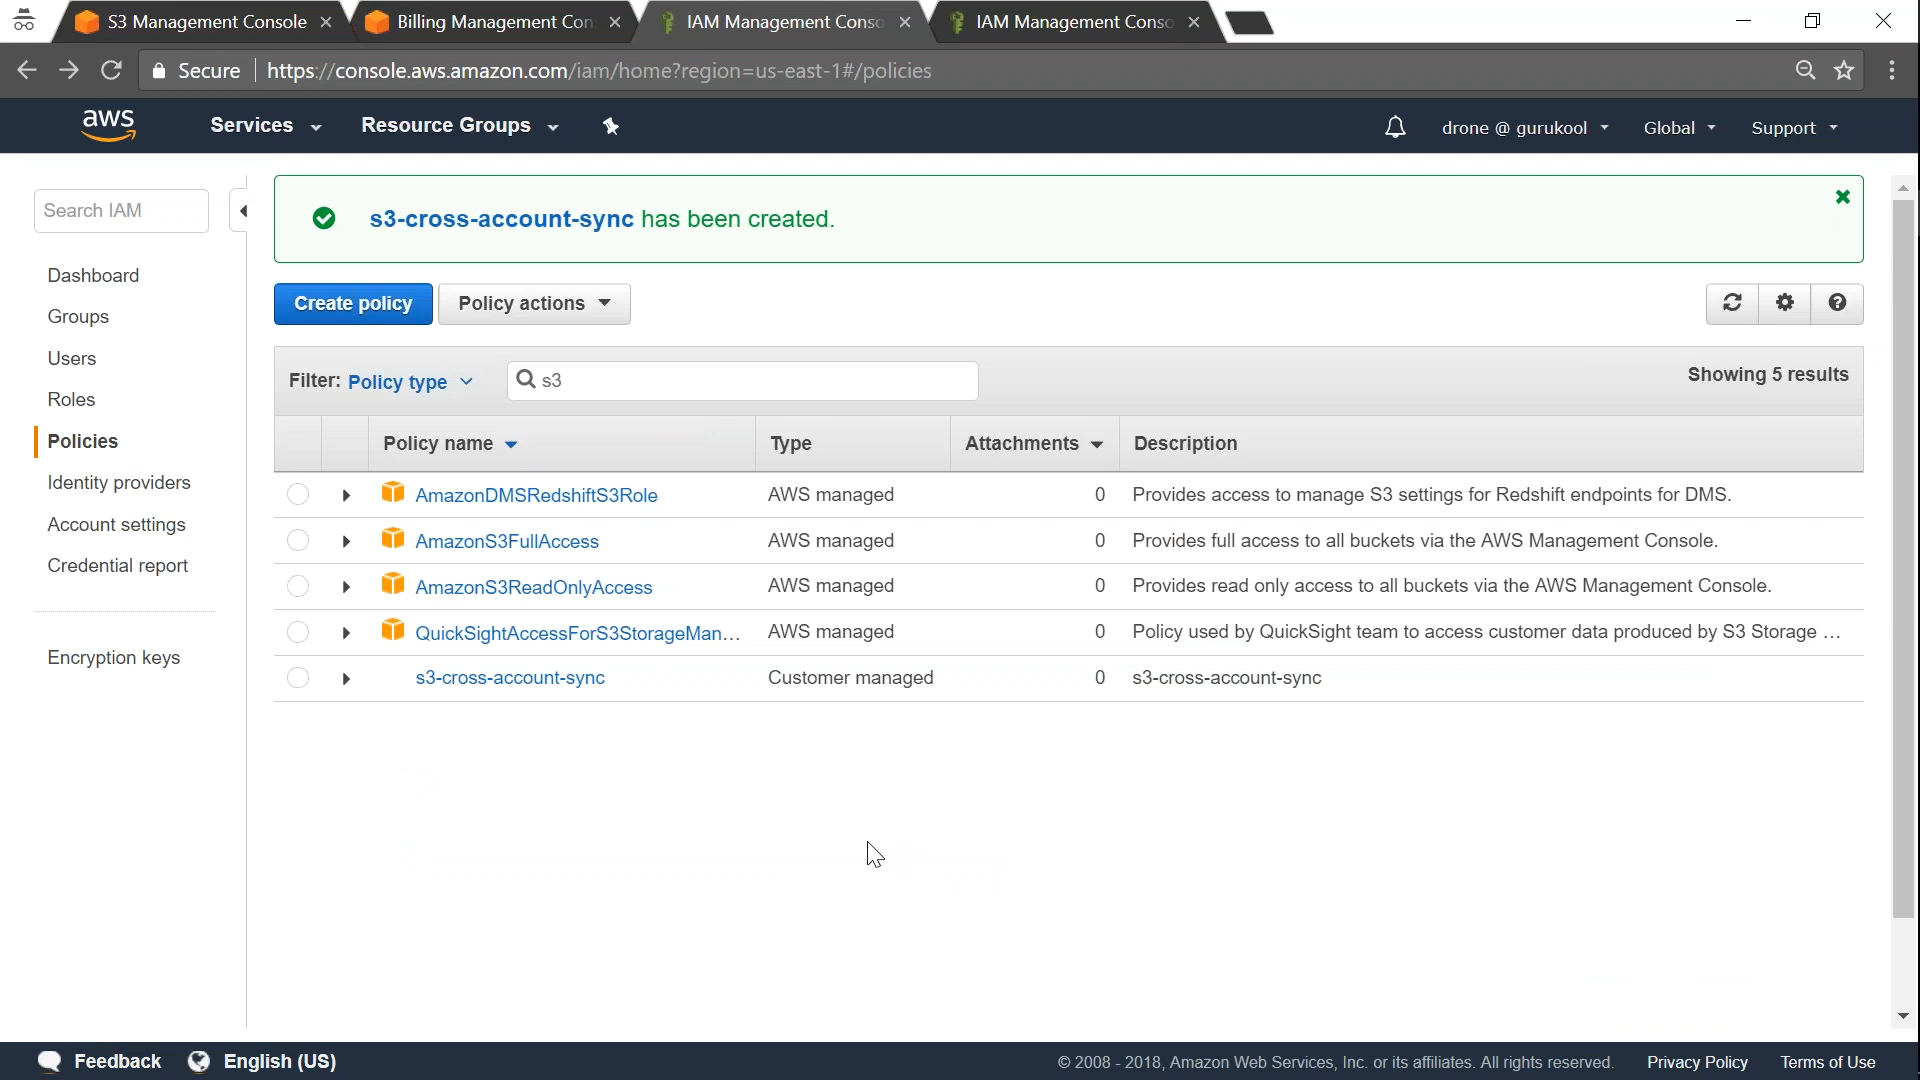 S3 Management Console
Billing Management Con
IAM Management Conso
IAM Management Conso
Secure
https://console.aws.amazon.com/iam/home?region=us-east-1#/policies
aws
Services
Resource Groups
drone @ gurukool
Global
Support
Search IAM
s3-cross-account-sync has been created.
Dashboard
Groups
Users
Roles
Policies
Identity providers
Account settings
Credential report
Encryption keys
Create policy
Policy actions
Filter: Policy type
s3
Showing 5 results
Policy name Type Attachments Description
AmazonDMSRedshiftS3Role AWS managed 0 Provides access to manage S3 settings for Redshift endpoints for DMS.
AmazonS3FullAccess AWS managed 0 Provides full access to all buckets via the AWS Management Console.
AmazonS3ReadOnlyAccess AWS managed 0 Provides read only access to all buckets via the AWS Management Console.
QuickSightAccessForS3StorageMan... AWS managed 0 Policy used by QuickSight team to access customer data produced by S3 Storage ...
s3-cross-account-sync Customer managed 0 s3-cross-account-sync
Feedback
English (US)
© 2008 - 2018, Amazon Web Services, Inc. or its affiliates. All rights reserved.
Privacy Policy
Terms of Use